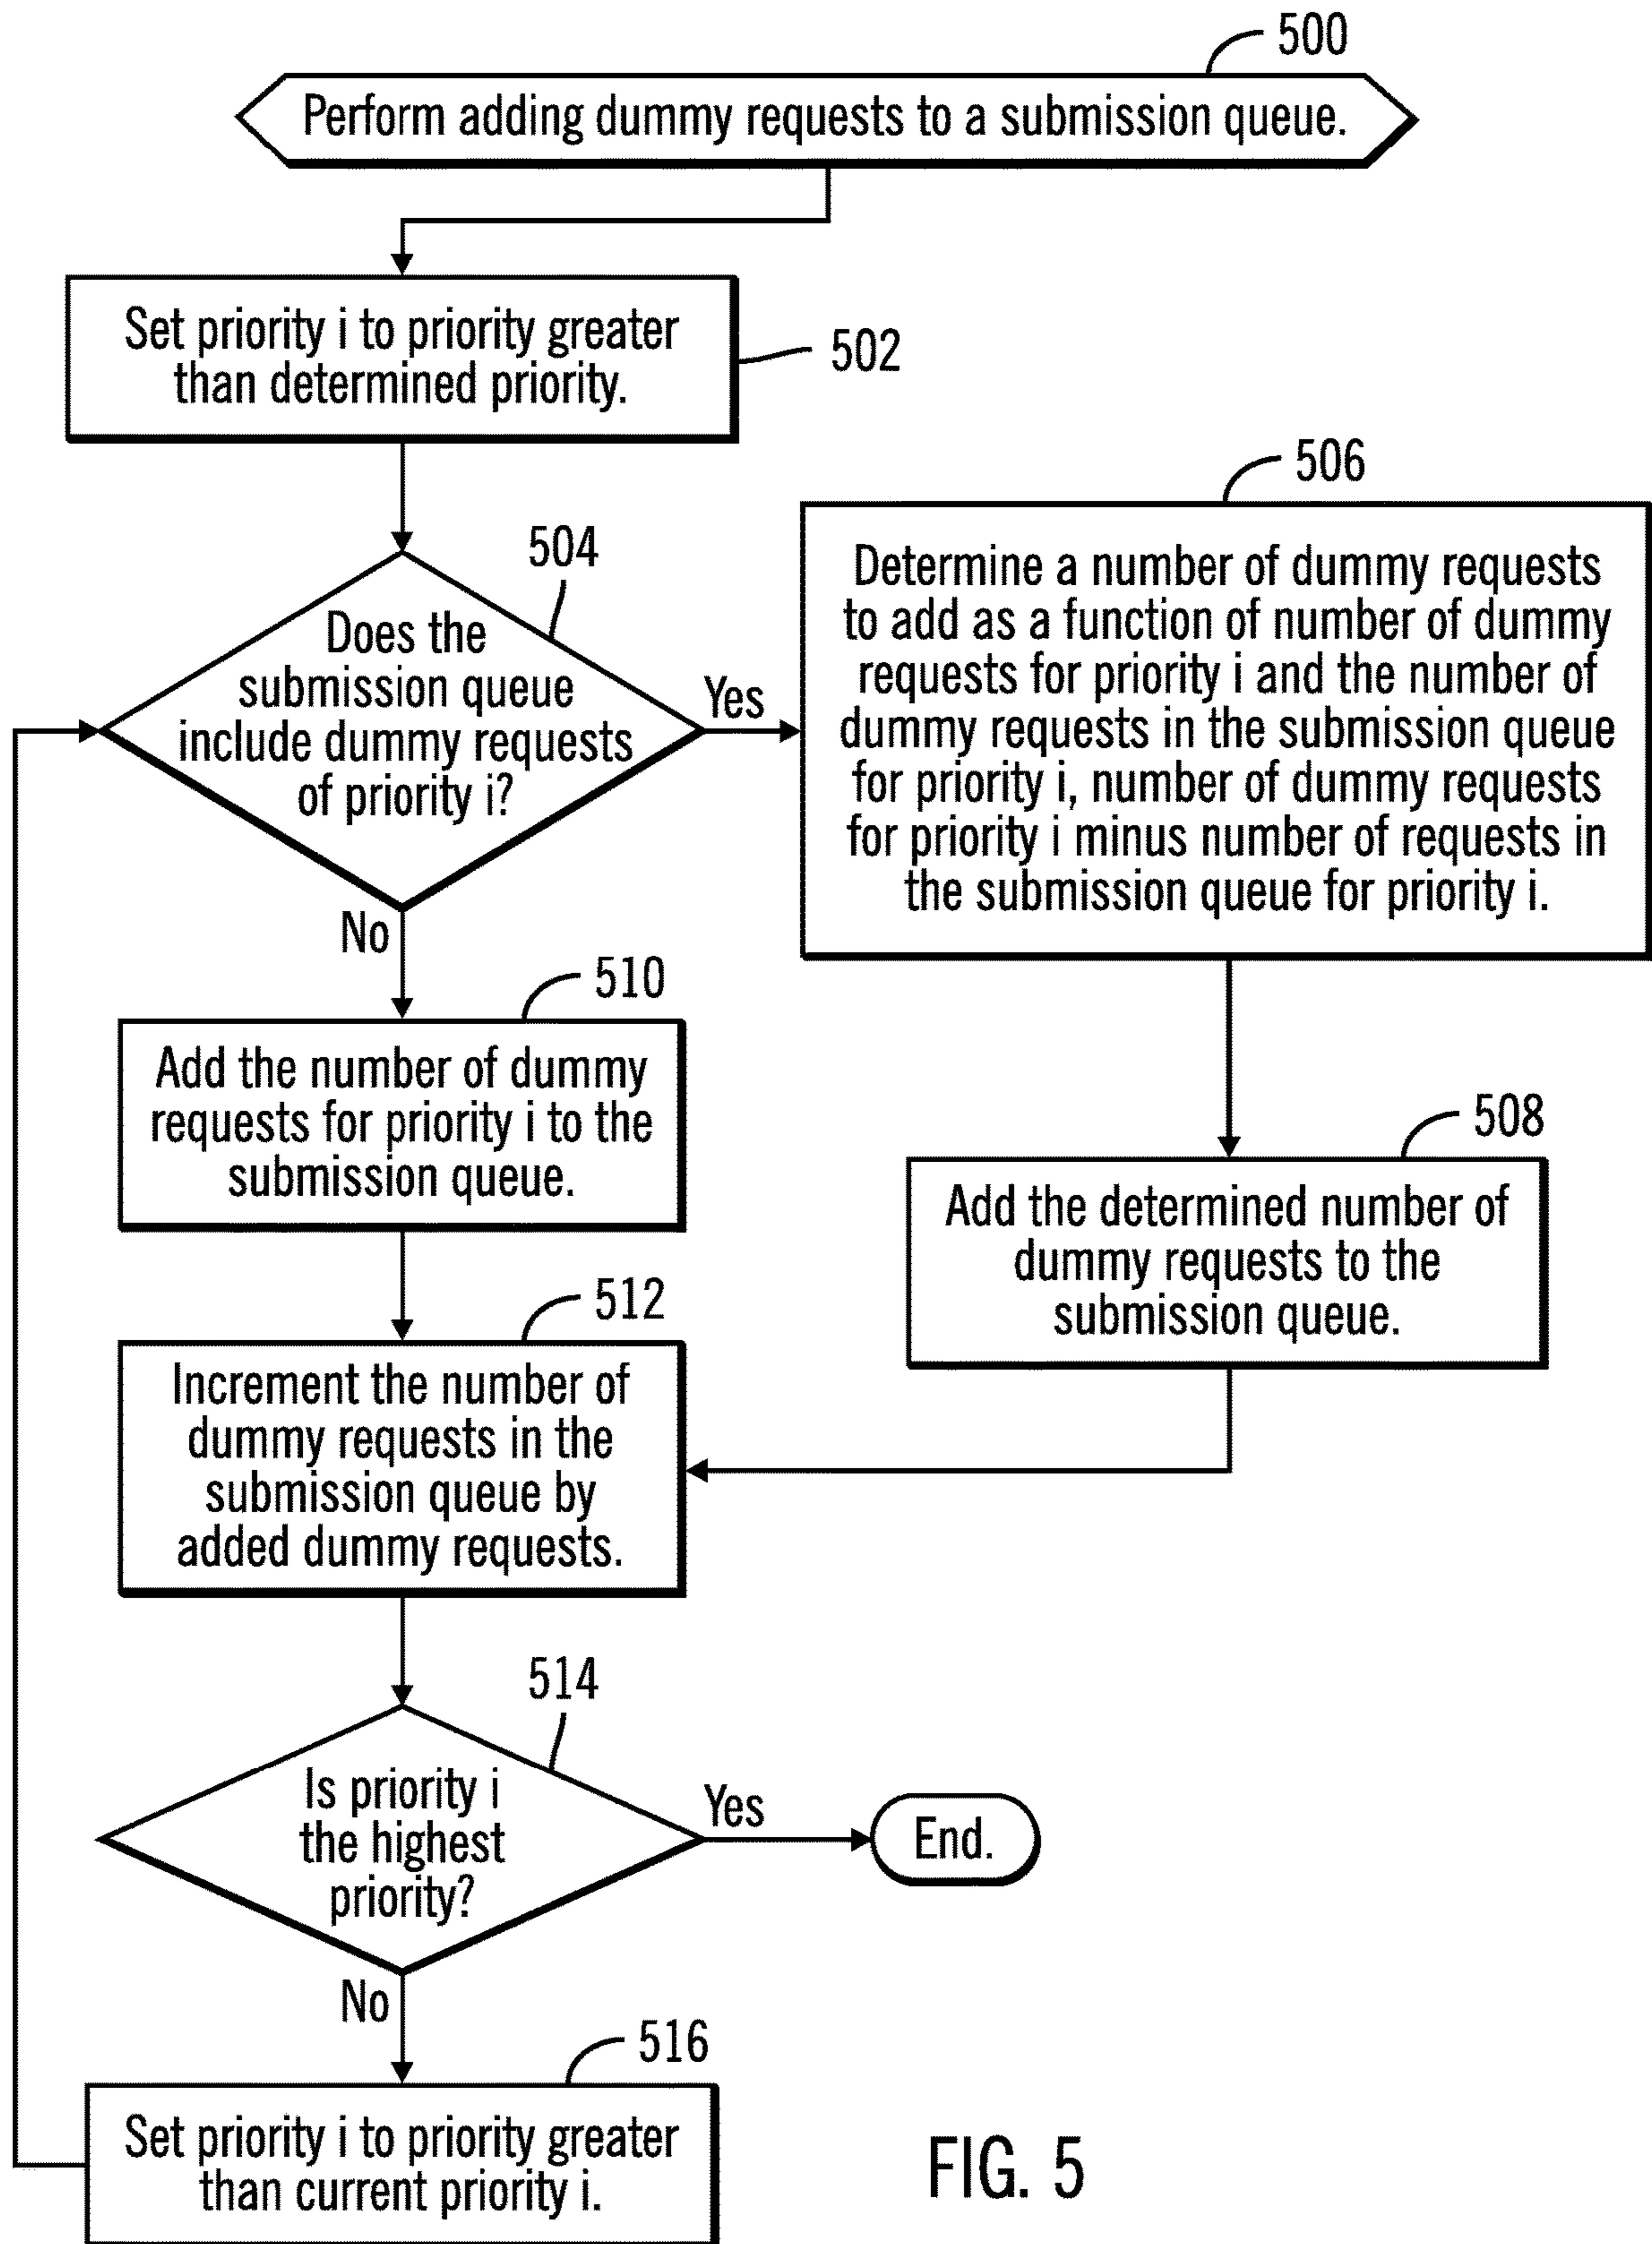 500
Perform adding dummy requests to a submission queue.
Set priority i to priority greater
than determined priority.
502
504
Does the
submission queue
include dummy requests
of priority i?
Yes
No
506
Determine a number of dummy requests
to add as a function of number of dummy
requests for priority i and the number of
dummy requests in the submission queue
for priority i, number of dummy requests
for priority i minus number of requests in
the submission queue for priority i.
510
Add the number of dummy
requests for priority i to the
submission queue.
508
Add the determined number of
dummy requests to the
submission queue.
512
Increment the number of
dummy requests in the
submission queue by
added dummy requests.
514
Is priority i
the highest
priority?
Yes
End.
No
516
Set priority i to priority greater
than current priority i.
FIG. 5